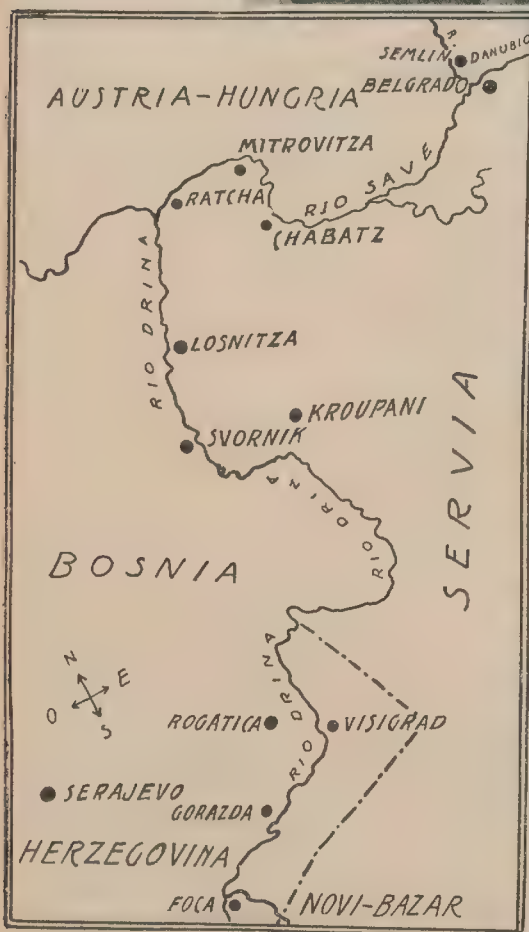 R. DANUBIO
SEMLIN
BELGRADO
AUSTRIA-HUNGRIA
MITROVITZA
RIO SAVE
RATCHA
CHABATZ
RIO DRINA
LOSNITZA
KROUPANI
SVORNIK
RIO DRINA
SERVIA
BOSNIA
N
E
O
S
RIO DRINA
ROGATICA
VISIGRAD
SERAJEVO
GORAZDA
HERZEGOVINA
FOCA
NOVI-BAZAR